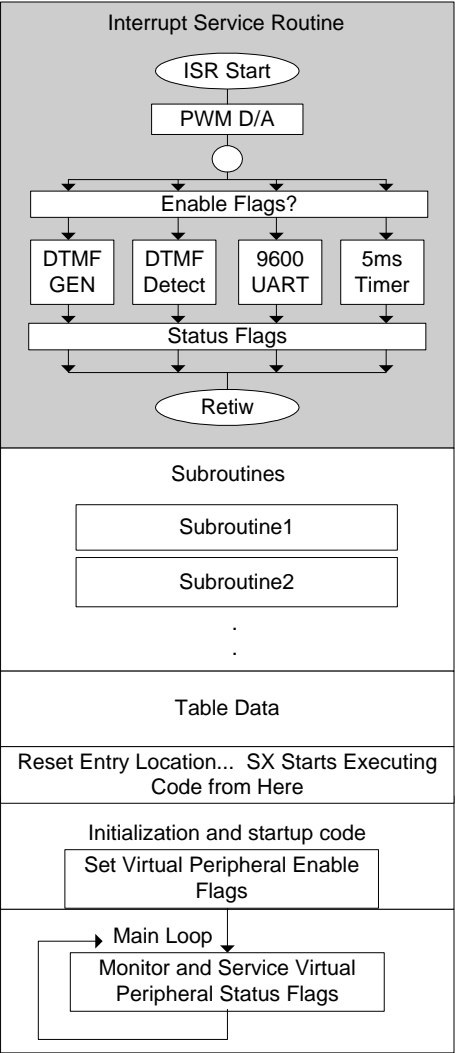 Interrupt Service Routine
ISR Start
PWM D/A
Enable Flags?
DTMF
GEN
DTMF
Detect
9600
UART
5ms
Timer
Status Flags
Retiw
Subroutines
Subroutine1
Subroutine2
.
.
Table Data
Reset Entry Location... SX Starts Executing
Code from Here
Initialization and startup code
Set Virtual Peripheral Enable
Flags
Main Loop
Monitor and Service Virtual
Peripheral Status Flags